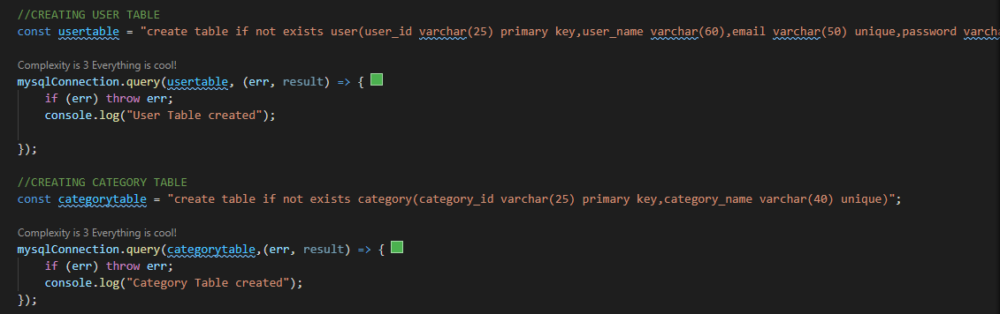 //CREATING USER TABLE
const usertable = "create table if not exists user(user_id varchar(25) primary key,user_name varchar(60),email varchar(50) unique,password varcha
Complexity is 3 Everything is cool!
mysqlConnection.query(usertable, (err, result) => {
if (err) throw err;
console.log("User Table created");
});
//CREATING CATEGORY TABLE
const categorytable = "create table if not exists category(category_id varchar(25) primary key,category_name varchar(40) unique)";
Complexity is 3 Everything is cool!
mysqlConnection.query(categorytable,(err, result) => {
if (err) throw err;
console.log("Category Table created");
});